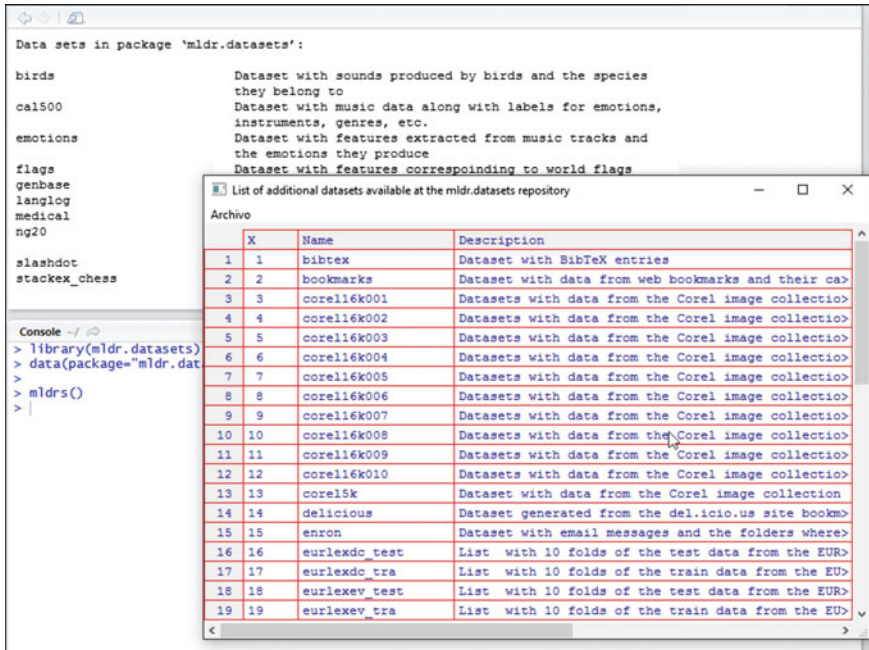 Data sets in package ‘mldr.datasets’:
birds Dataset with sounds produced by birds and the species
they belong to
cal500 Dataset with music data along with labels for emotions,
instruments, genres, etc.
emotions Dataset with features extracted from music tracks and
the emotions they produce
flags Dataset with features correspoinding to world flags
genbase
langlog
medical
ng20
slashdot
stackex_chess
Console ~/
> library(mldr.datasets)
> data(package="mldr.dat
>
> mldrs()
>
List of additional datasets available at the mldr.datasets repository
Archivo
X Name Description
1 1 bibtex Dataset with BibTeX entries
2 2 bookmarks Dataset with data from web bookmarks and their ca>
3 3 corel16k001 Datasets with data from the Corel image collectio>
4 4 corel16k002 Datasets with data from the Corel image collectio>
5 5 corel16k003 Datasets with data from the Corel image collectio>
6 6 corel16k004 Datasets with data from the Corel image collectio>
7 7 corel16k005 Datasets with data from the Corel image collectio>
8 8 corel16k006 Datasets with data from the Corel image collectio>
9 9 corel16k007 Datasets with data from the Corel image collectio>
10 10 corel16k008 Datasets with data from the Corel image collectio>
11 11 corel16k009 Datasets with data from the Corel image collectio>
12 12 corel16k010 Datasets with data from the Corel image collectio>
13 13 corel5k Dataset with data from the Corel image collection
14 14 delicious Dataset generated from the del.icio.us site bookm>
15 15 enron Dataset with email messages and the folders where>
16 16 eurlexdc_test List with 10 folds of the test data from the EUR>
17 17 eurlexdc_tra List with 10 folds of the train data from the EU>
18 18 eurlexev_test List with 10 folds of the test data from the EUR>
19 19 eurlexev_tra List with 10 folds of the train data from the EU>